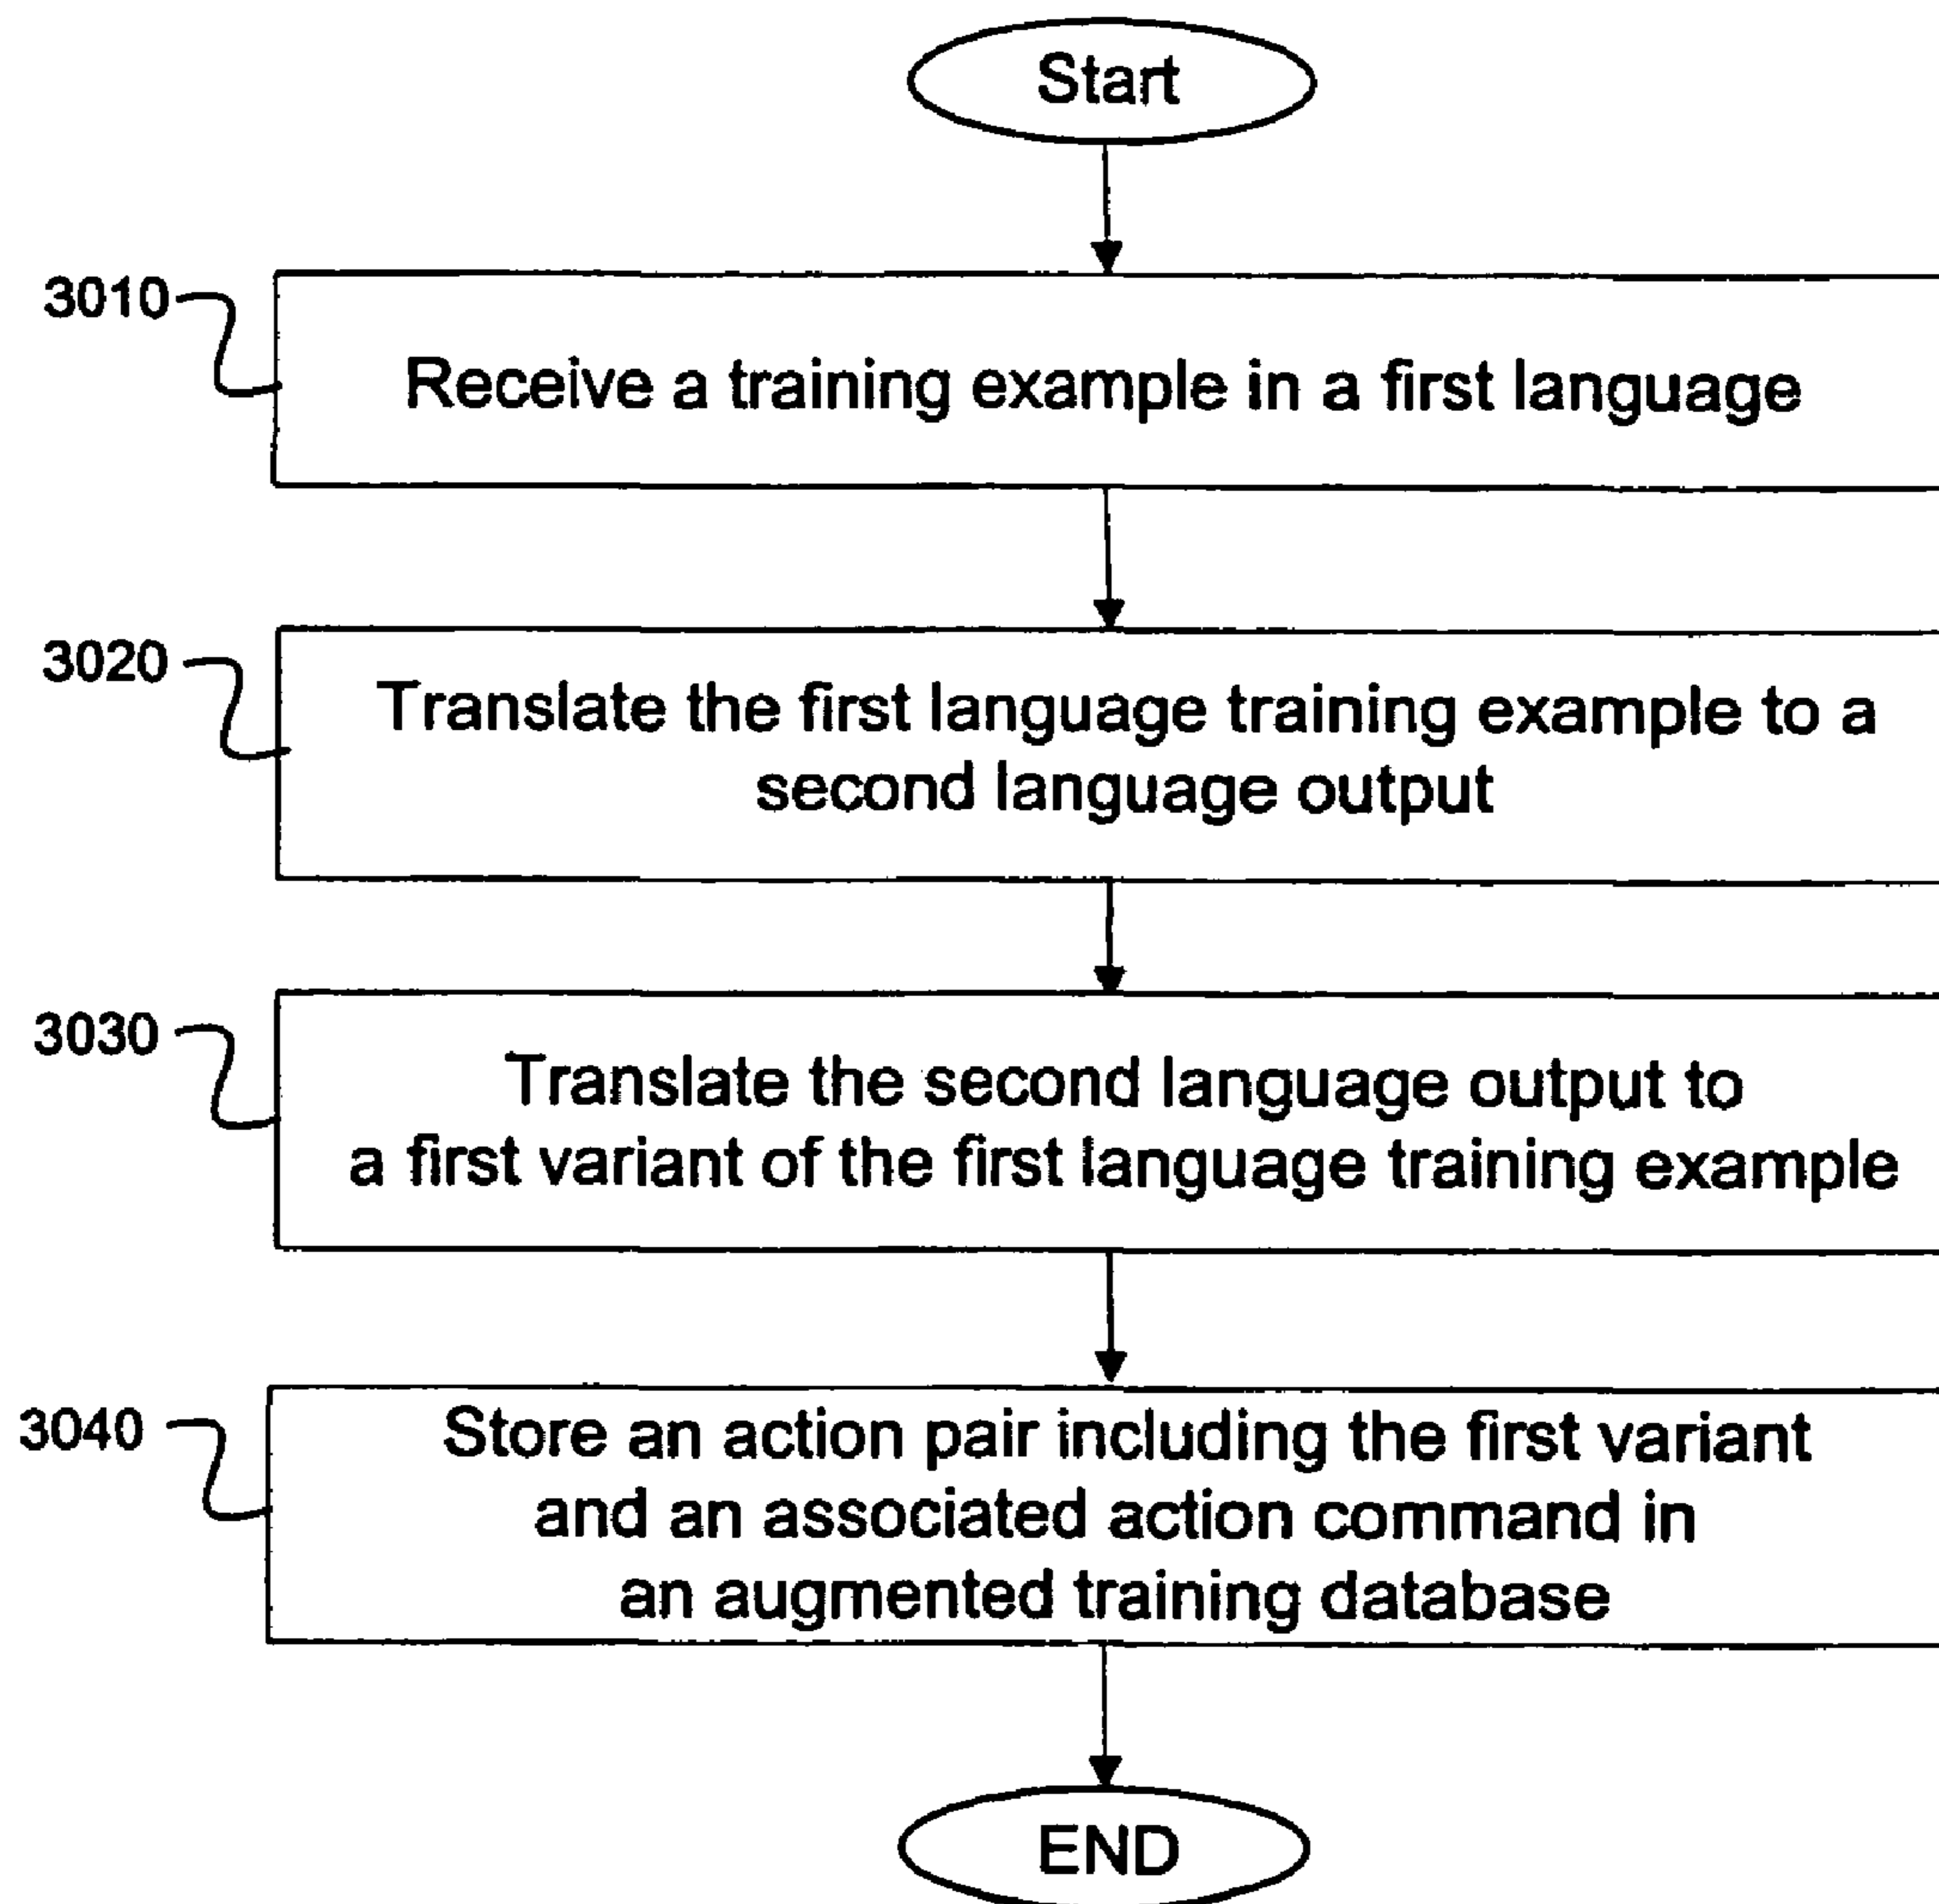 Start
3010
Receive a training example in a first language
3020
Translate the first language training example to a
second language output
3030
Translate the second language output to
a first variant of the first language training example
3040
Store an action pair including the first variant
and an associated action command in
an augmented training database
END